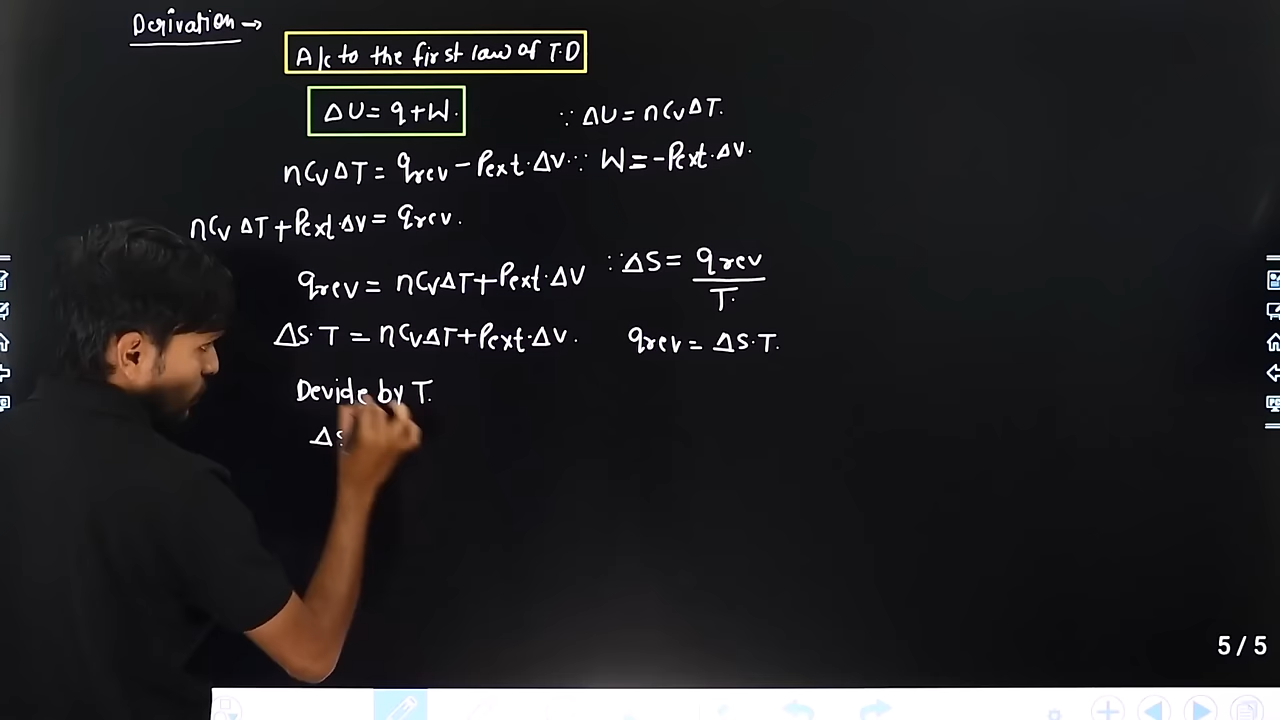 Derivation →
A/c to the first law of T.D
ΔU = q + W.
∵ ΔU = nCvΔT.
nCvΔT = qrev - Pext·ΔV
∵ W = -Pext·ΔV.
nCvΔT + Pext·ΔV = qrev.
qrev = nCvΔT + Pext·ΔV
∵ ΔS = qrev / T.
ΔS·T = nCvΔT + Pext·ΔV.
qrev = ΔS·T.
Devide by T.
ΔS
5 / 5